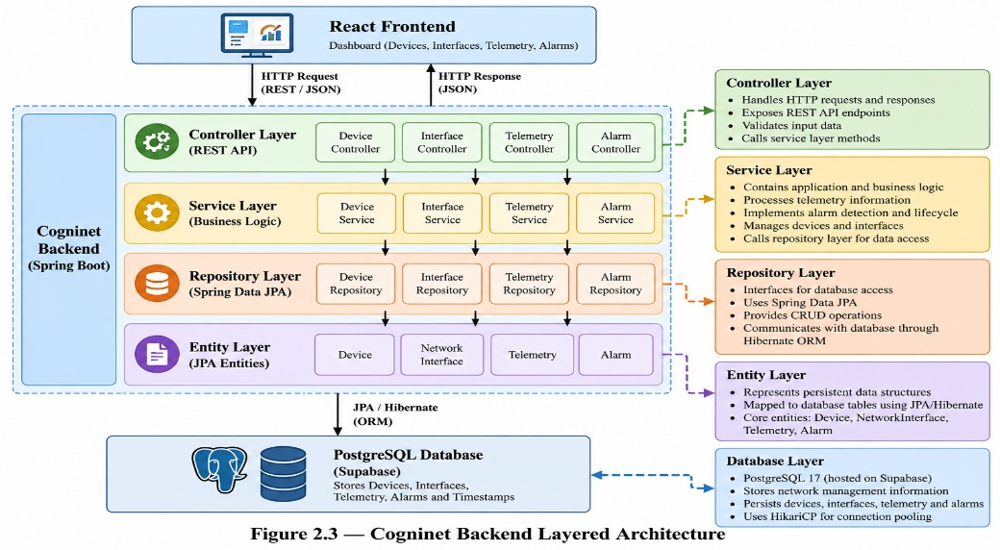 React Frontend
Dashboard (Devices, Interfaces, Telemetry, Alarms)
HTTP Request
(REST / JSON)
HTTP Response
(JSON)
Cogninet
Backend
(Spring Boot)
Controller Layer
(REST API)
Device
Controller
Interface
Controller
Telemetry
Controller
Alarm
Controller
Service Layer
(Business Logic)
Device
Service
Interface
Service
Telemetry
Service
Alarm
Service
Repository Layer
(Spring Data JPA)
Device
Repository
Interface
Repository
Telemetry
Repository
Alarm
Repository
Entity Layer
(JPA Entities)
Device
Network
Interface
Telemetry
Alarm
JPA / Hibernate
(ORM)
PostgreSQL Database
(Supabase)
Stores Devices, Interfaces,
Telemetry, Alarms and Timestamps
Controller Layer
• Handles HTTP requests and responses
• Exposes REST API endpoints
• Validates input data
• Calls service layer methods
Service Layer
• Contains application and business logic
• Processes telemetry information
• Implements alarm detection and lifecycle
• Manages devices and interfaces
• Calls repository layer for data access
Repository Layer
• Interfaces for database access
• Uses Spring Data JPA
• Provides CRUD operations
• Communicates with database through
Hibernate ORM
Entity Layer
• Represents persistent data structures
• Mapped to database tables using JPA/Hibernate
• Core entities: Device, NetworkInterface,
Telemetry, Alarm
Database Layer
• PostgreSQL 17 (hosted on Supabase)
• Stores network management information
• Persists devices, interfaces, telemetry and alarms
• Uses HikariCP for connection pooling
Figure 2.3 — Cogninet Backend Layered Architecture